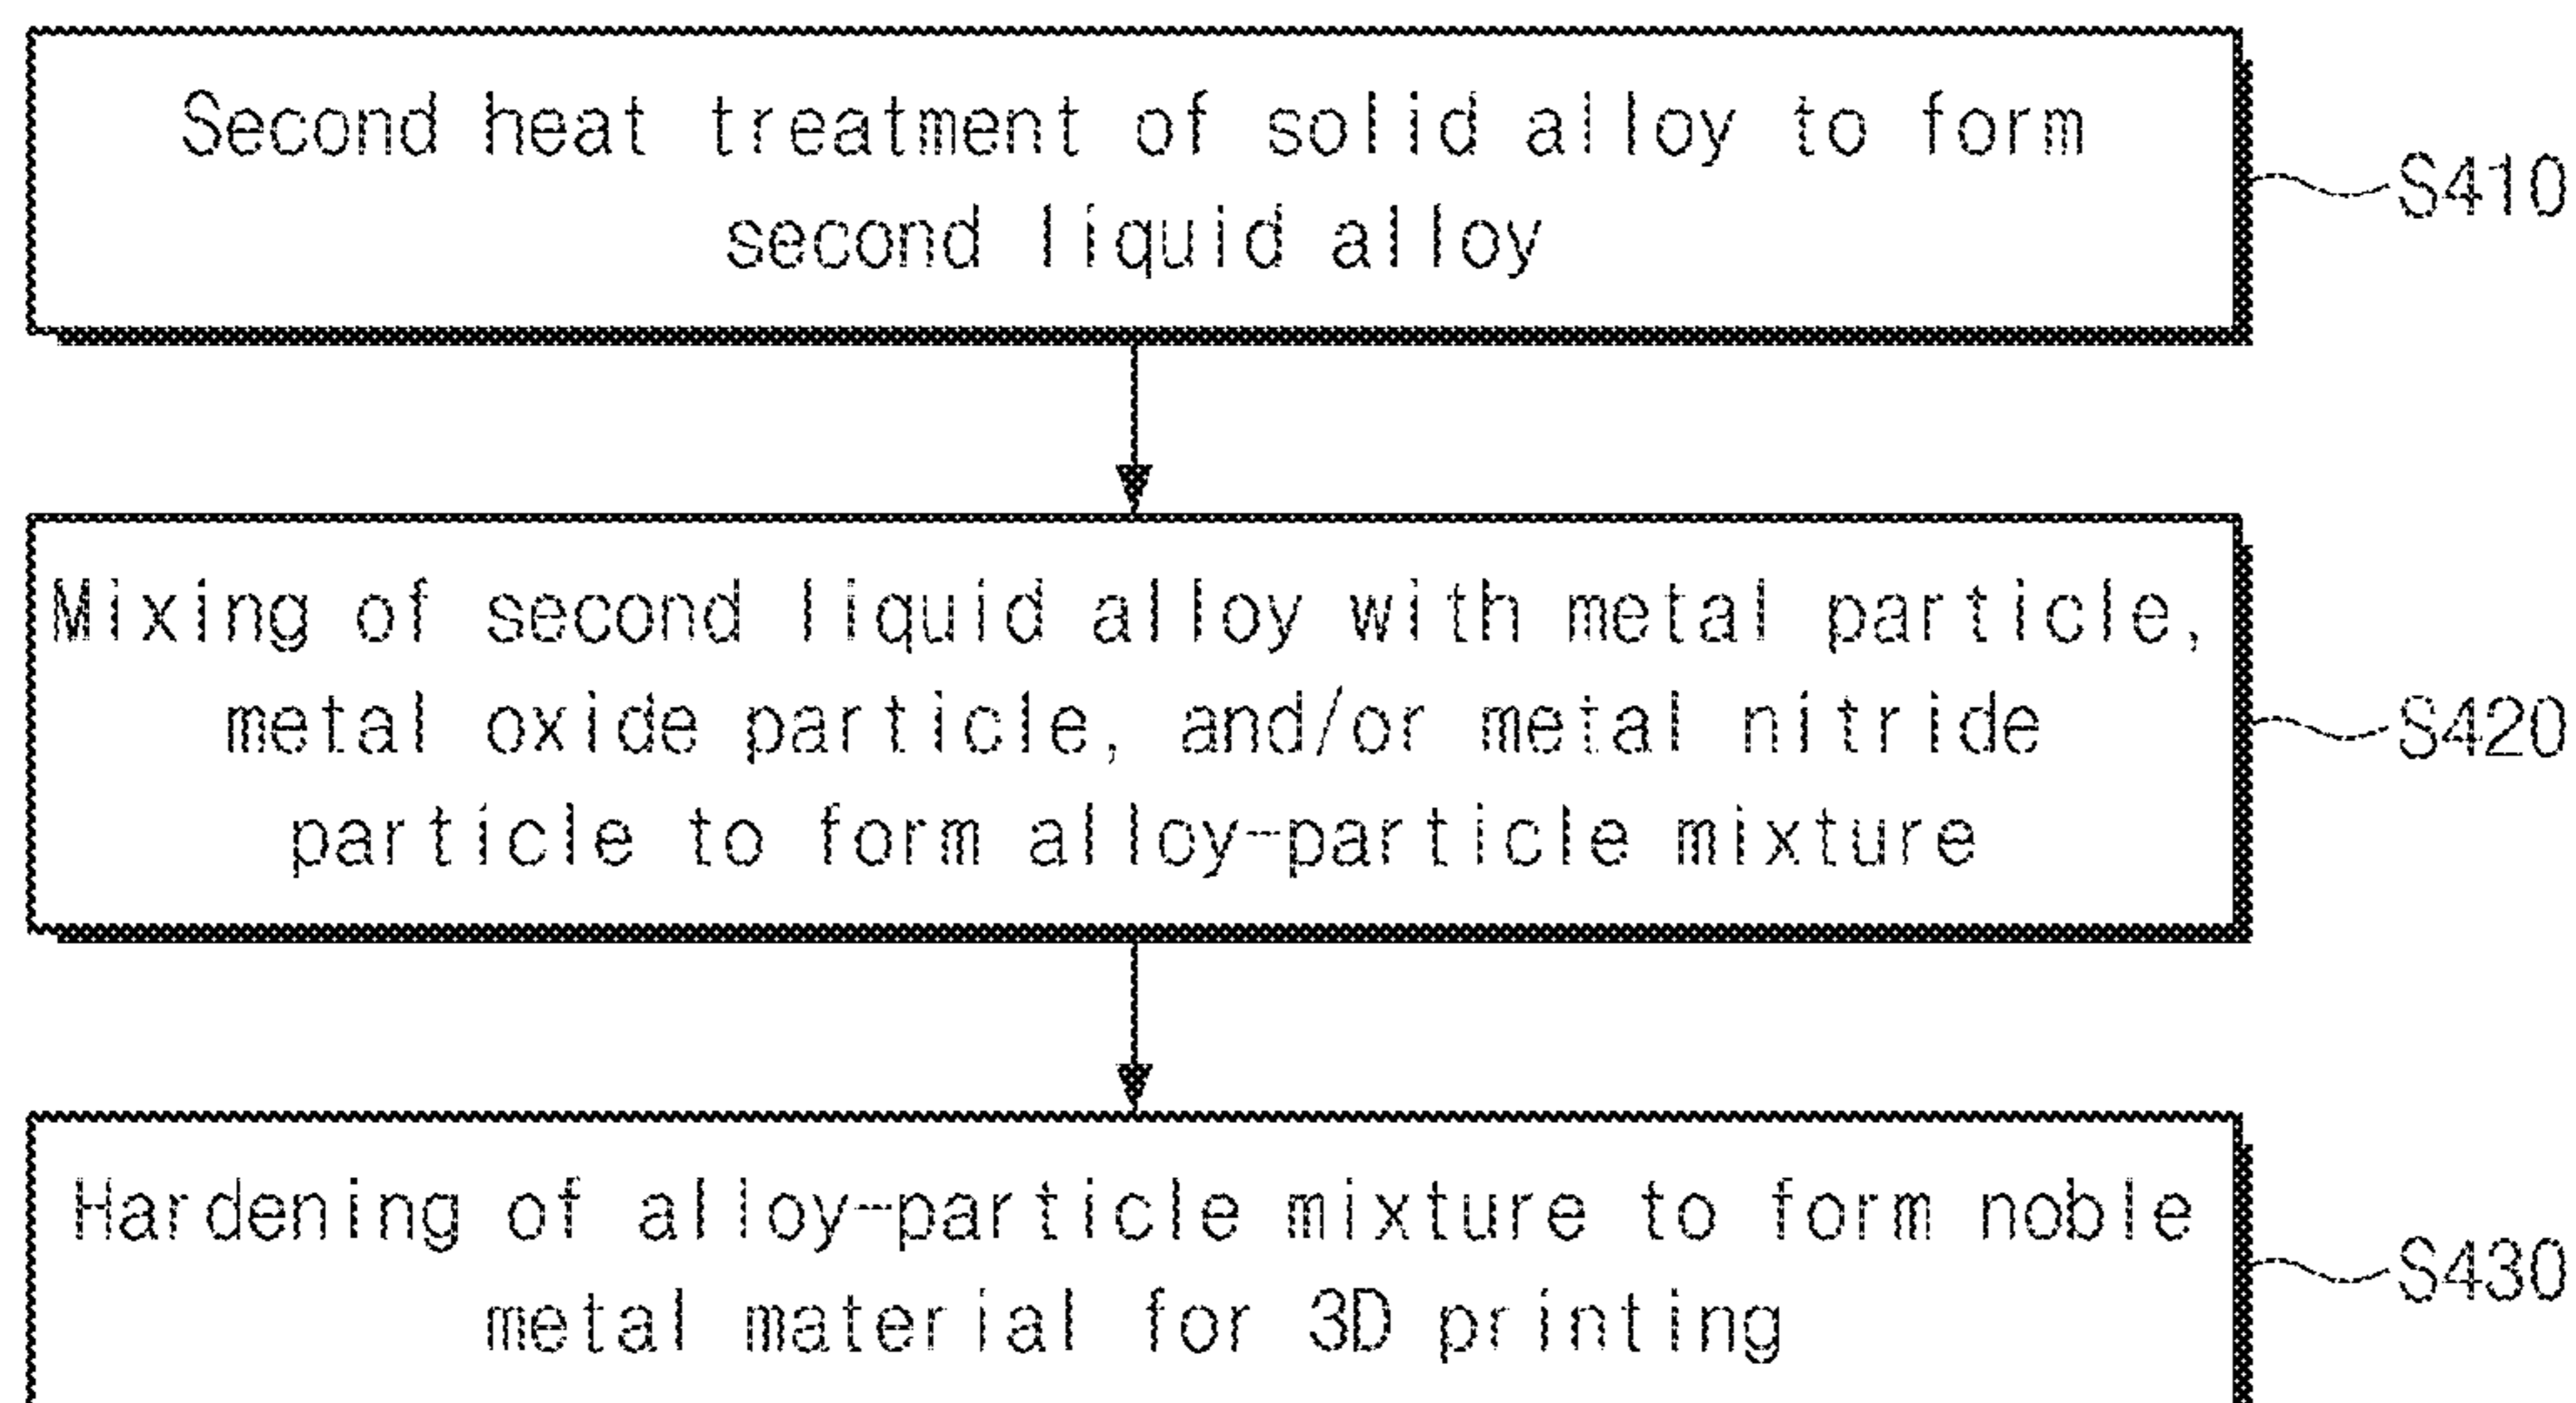 Second heat treatment of solid alloy to form
second liquid alloy
S410
Mixing of second liquid alloy with metal particle,
metal oxide particle, and/or metal nitride
particle to form alloy-particle mixture
S420
Hardening of alloy-particle mixture to form noble
metal material for 3D printing
S430